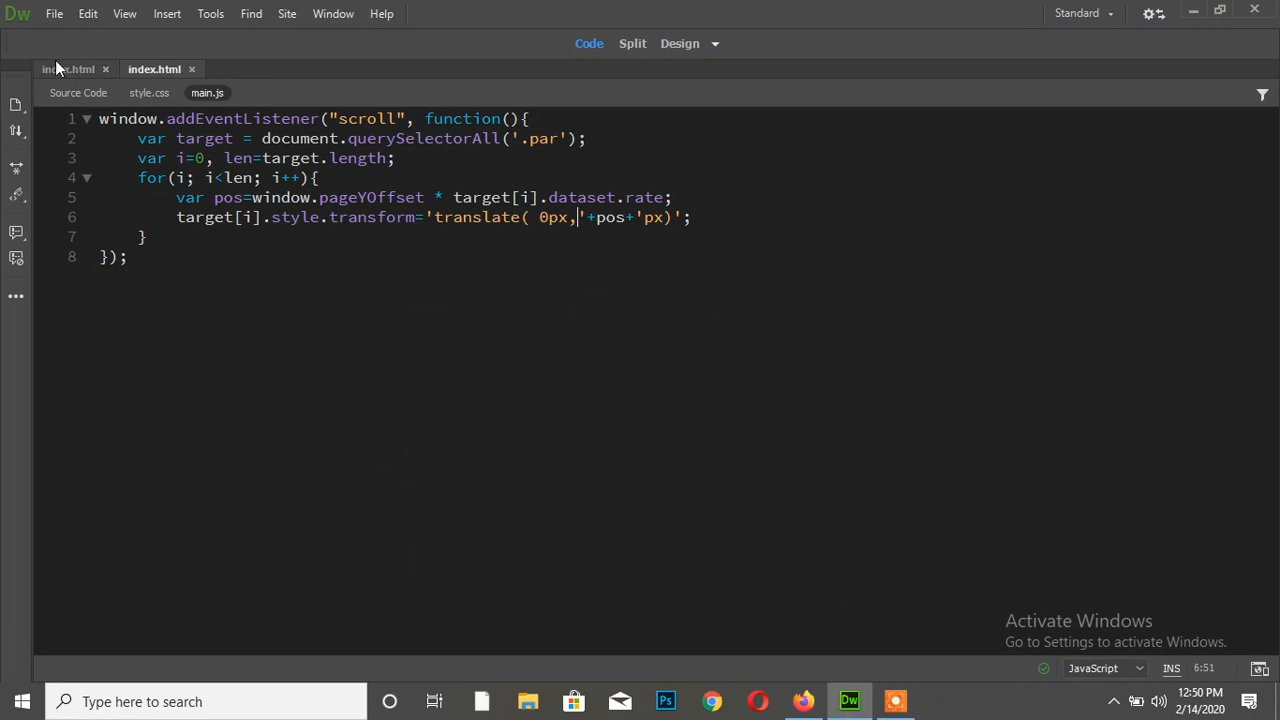 Dw File Edit View Insert Tools Find Site Window Help Standard
Code Split Design
index.html × index.html ×
Source Code style.css main.js
1 window.addEventListener("scroll", function(){
2 var target = document.querySelectorAll('.par');
3 var i=0, len=target.length;
4 for(i; i<len; i++){
5 var pos=window.pageYOffset * target[i].dataset.rate;
6 target[i].style.transform='translate( 0px,'+pos+'px)';
7 }
8 });
Activate Windows
Go to Settings to activate Windows.
JavaScript INS 6:51
Type here to search Ps Dw 12:50 PM
2/14/2020